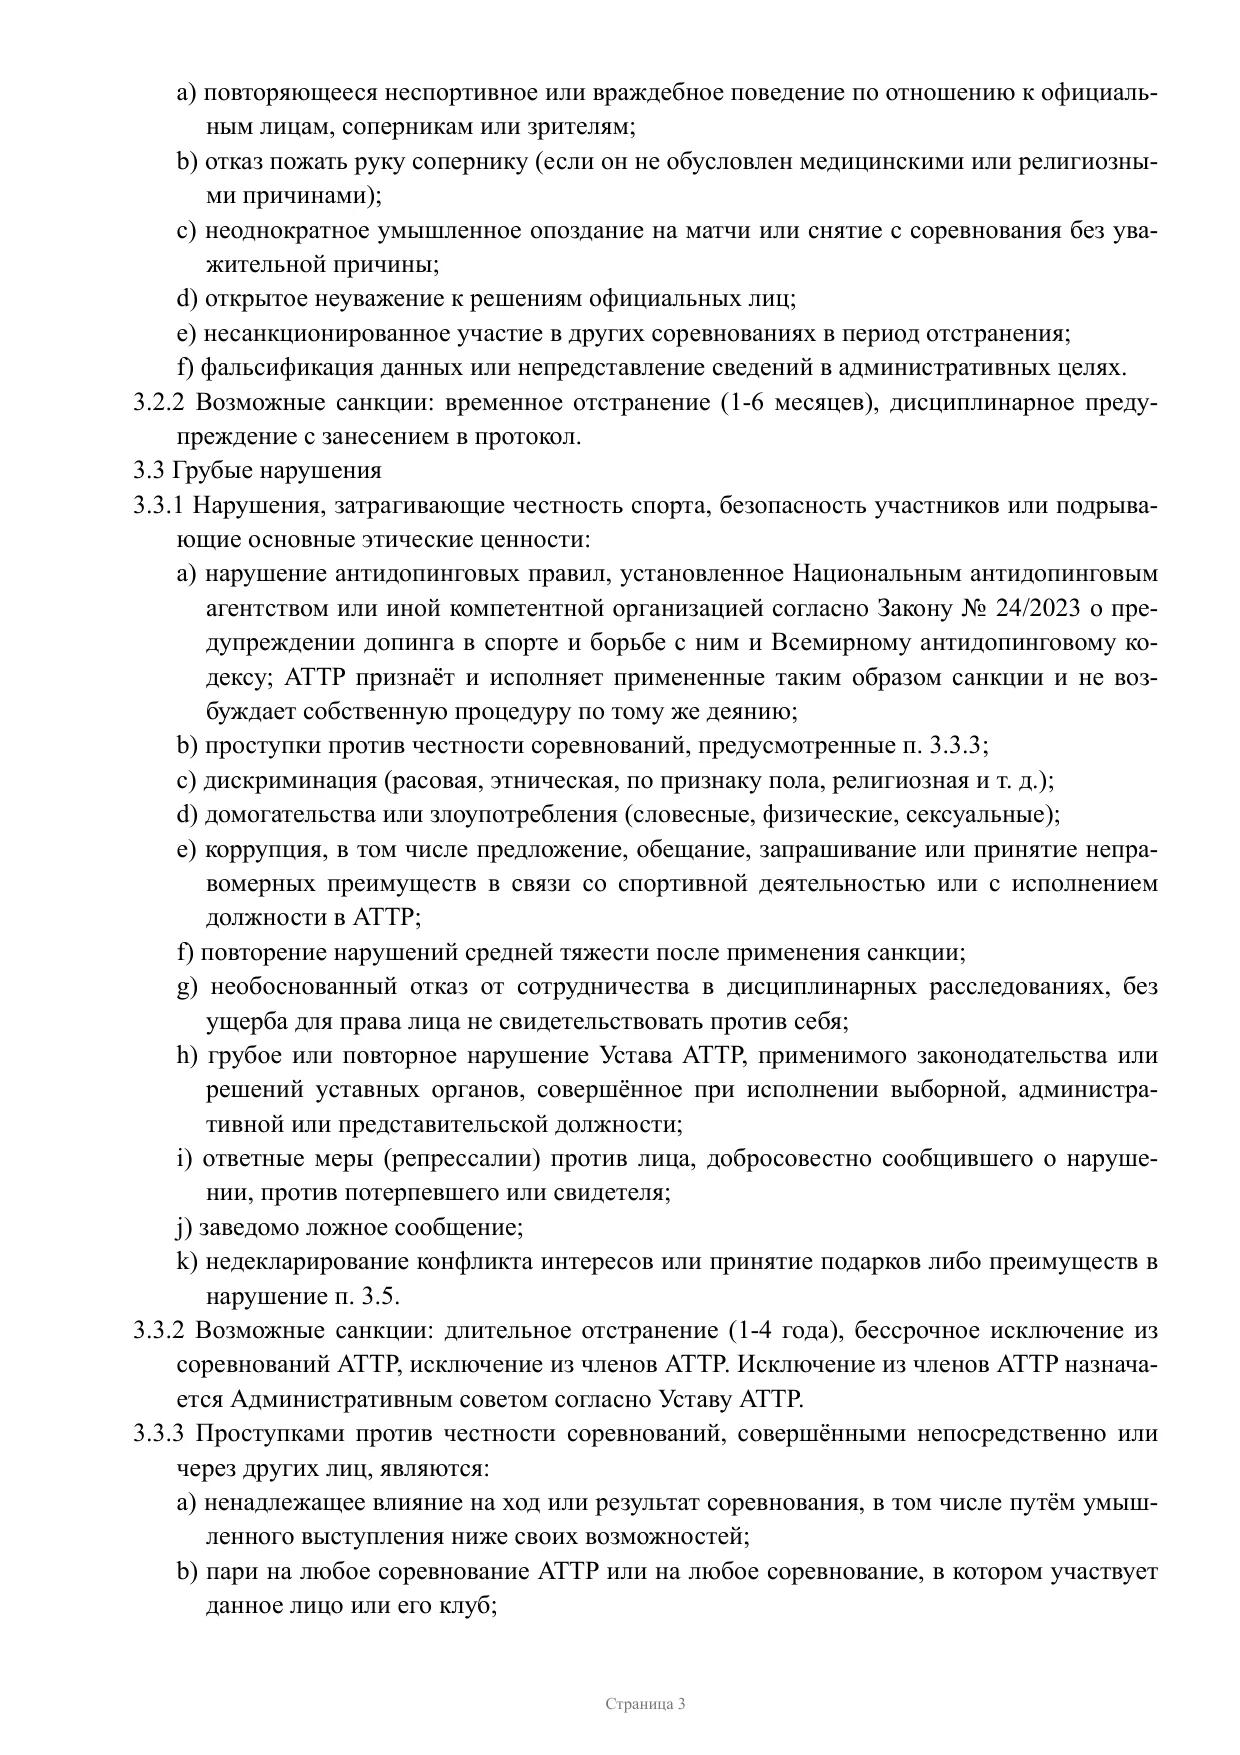 a) повторяющееся неспортивное или враждебное поведение по отношению к официаль-
ным лицам, соперникам или зрителям;
b) отказ пожать руку сопернику (если он не обусловлен медицинскими или религиозны-
ми причинами);
c) неоднократное умышленное опоздание на матчи или снятие с соревнования без ува-
жительной причины;
d) открытое неуважение к решениям официальных лиц;
e) несанкционированное участие в других соревнованиях в период отстранения;
f) фальсификация данных или непредставление сведений в административных целях.
3.2.2 Возможные санкции: временное отстранение (1-6 месяцев), дисциплинарное преду-
преждение с занесением в протокол.
3.3 Грубые нарушения
3.3.1 Нарушения, затрагивающие честность спорта, безопасность участников или подрыва-
ющие основные этические ценности:
a) нарушение антидопинговых правил, установленное Национальным антидопинговым
агентством или иной компетентной организацией согласно Закону № 24/2023 о пре-
дупреждении допинга в спорте и борьбе с ним и Всемирному антидопинговому ко-
дексу; АТТР признаёт и исполняет примененные таким образом санкции и не воз-
буждает собственную процедуру по тому же деянию;
b) проступки против честности соревнований, предусмотренные п. 3.3.3;
c) дискриминация (расовая, этническая, по признаку пола, религиозная и т. д.);
d) домогательства или злоупотребления (словесные, физические, сексуальные);
e) коррупция, в том числе предложение, обещание, запрашивание или принятие непра-
вомерных преимуществ в связи со спортивной деятельностью или с исполнением
должности в АТТР;
f) повторение нарушений средней тяжести после применения санкции;
g) необоснованный отказ от сотрудничества в дисциплинарных расследованиях, без
ущерба для права лица не свидетельствовать против себя;
h) грубое или повторное нарушение Устава АТТР, применимого законодательства или
решений уставных органов, совершённое при исполнении выборной, администра-
тивной или представительской должности;
i) ответные меры (репрессалии) против лица, добросовестно сообщившего о наруше-
нии, против потерпевшего или свидетеля;
j) заведомо ложное сообщение;
k) недекларирование конфликта интересов или принятие подарков либо преимуществ в
нарушение п. 3.5.
3.3.2 Возможные санкции: длительное отстранение (1-4 года), бессрочное исключение из
соревнований АТТР, исключение из членов АТТР. Исключение из членов АТТР назнача-
ется Административным советом согласно Уставу АТТР.
3.3.3 Проступками против честности соревнований, совершёнными непосредственно или
через других лиц, являются:
a) ненадлежащее влияние на ход или результат соревнования, в том числе путём умыш-
ленного выступления ниже своих возможностей;
b) пари на любое соревнование АТТР или на любое соревнование, в котором участвует
данное лицо или его клуб;
Страница 3